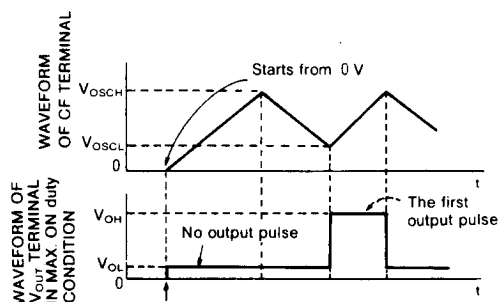 WAVEFORM
OF CF TERMINAL
Starts from 0 V
VOSCH
VOSCL
0
t
WAVEFORM OF
VOUT TERMINAL
IN MAX. ON duty
CONDITION
VOH
No output pulse
The first
output pulse
VOL
0
t